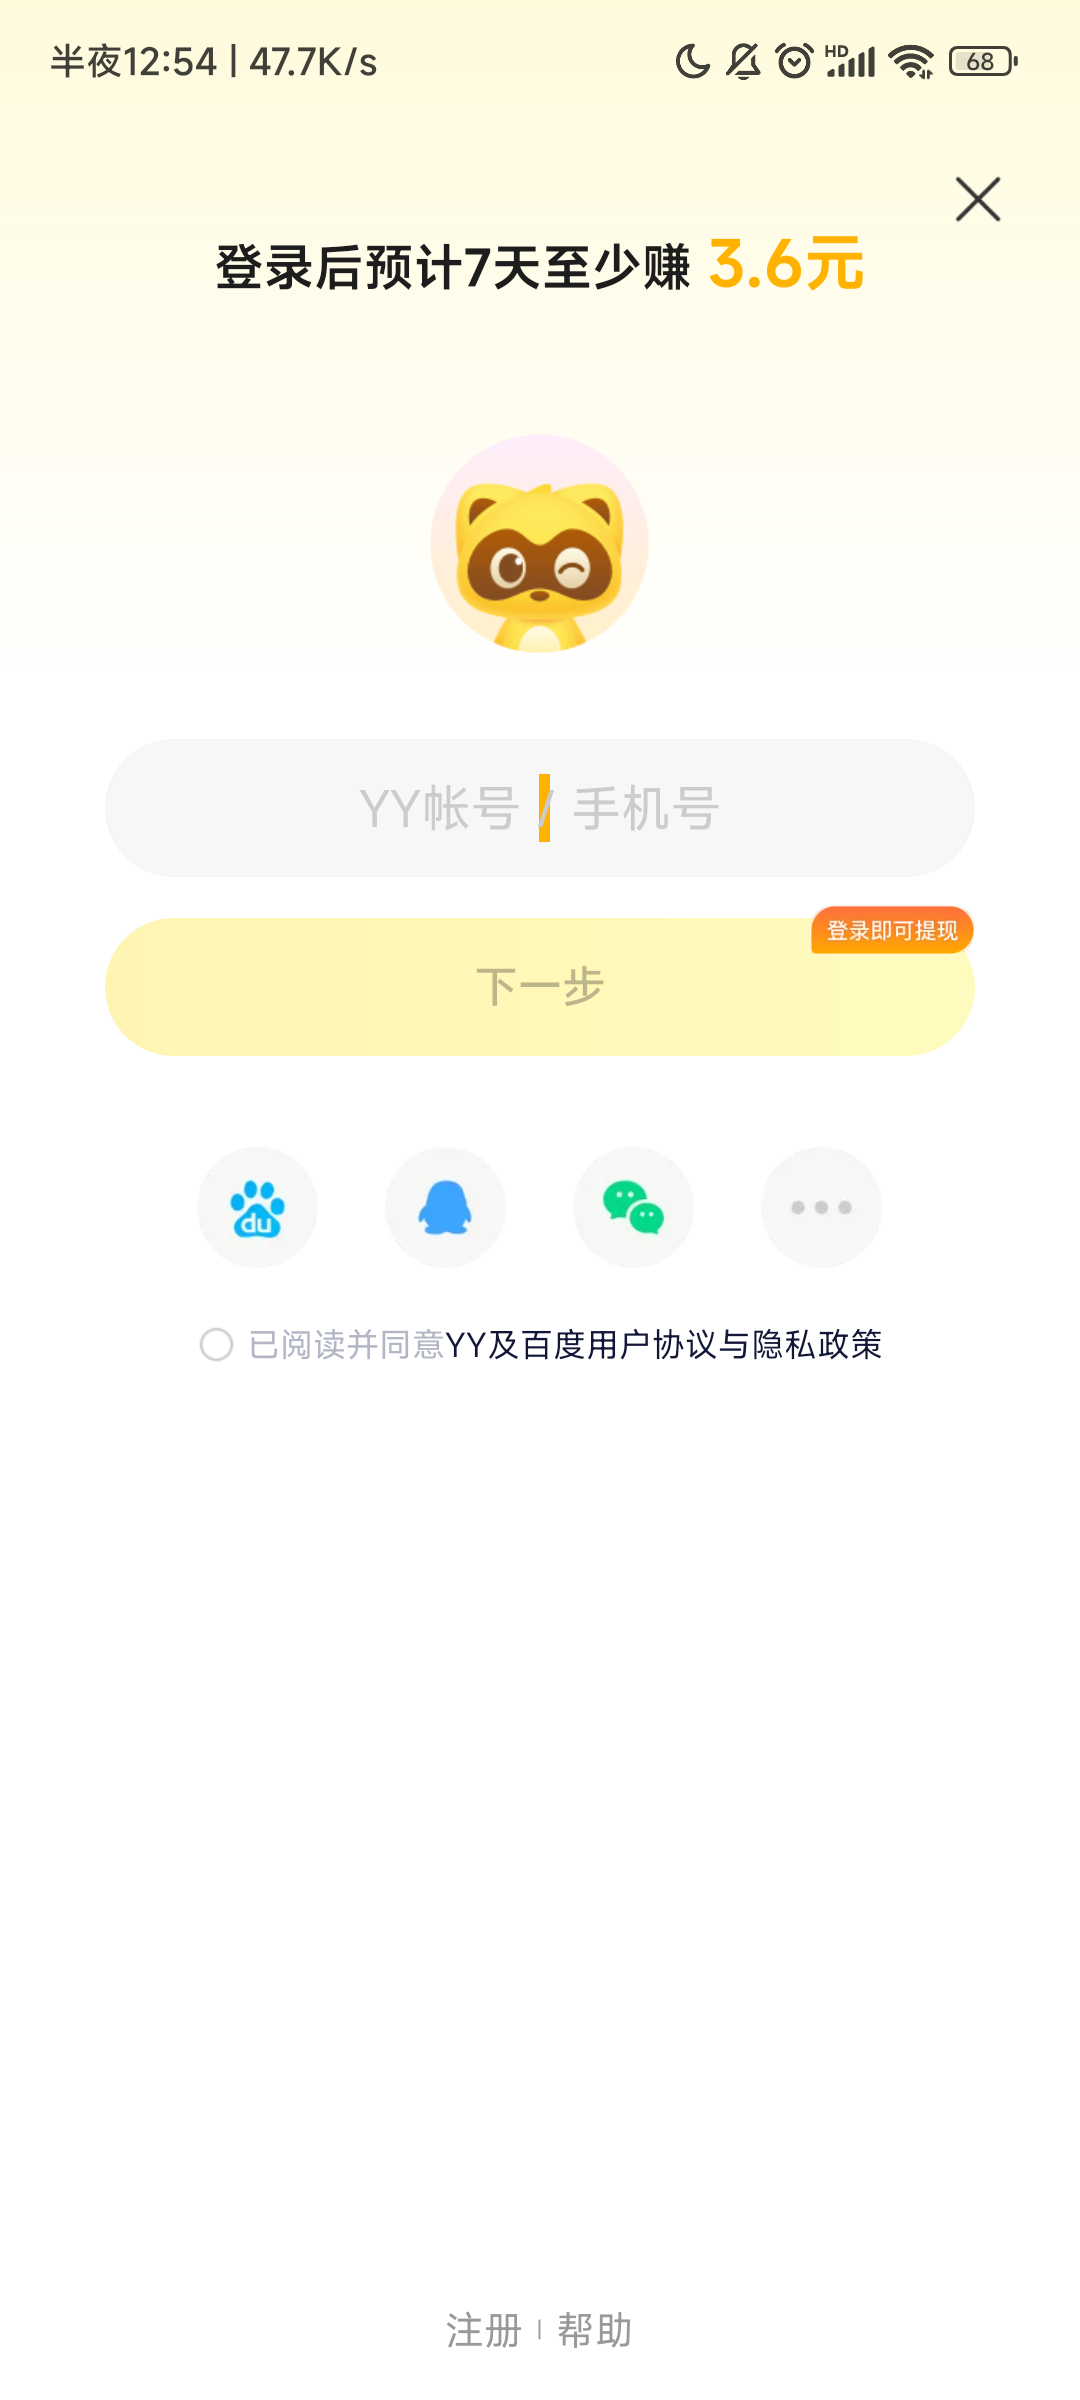 半夜12:54 | 47.7K/s
HD
68
登录后预计7天至少赚 3.6元
YY帐号 / 手机号
登录即可提现
下一步
du
已阅读并同意YY及百度用户协议与隐私政策
注册 | 帮助